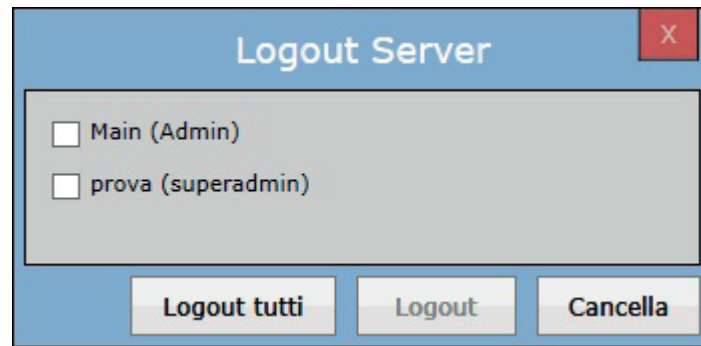 Logout Server
X
Main (Admin)
prova (superadmin)
Logout tutti
Logout
Cancella